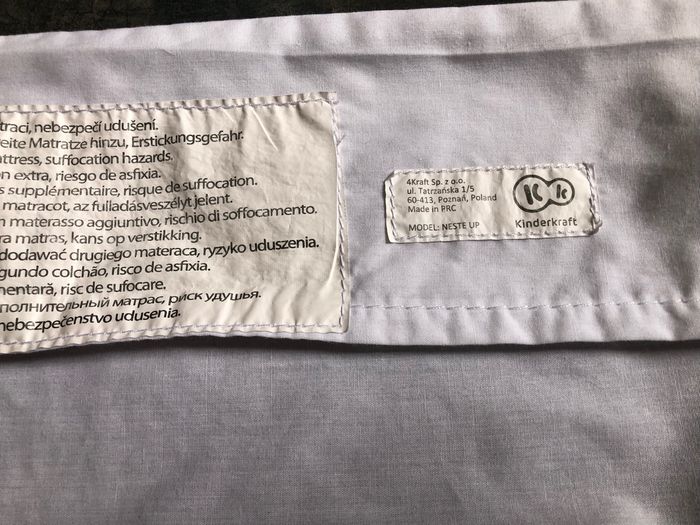 traci, nebezpečí udušení.
eite Matratze hinzu, Erstickungsgefahr.
ttress, suffocation hazards.
n extra, riesgo de asfixia.
s supplémentaire, risque de suffocation.
matracot, az fulladásveszélyt jelent.
n materasso aggiuntivo, rischio di soffocamento.
ra matras, kans op verstikking.
dodawać drugiego materaca, ryzyko uduszenia.
gundo colchão, risco de asfixia.
mentară, risc de sufocare.
полнительный матрас, риск удушья.
nebezpečenstvo udusenia.
4Kraft Sp. z o.o.
ul. Tatrzańska 1/5
60-413, Poznań, Poland
Made in PRC
MODEL: NESTE UP
K k
Kinderkraft